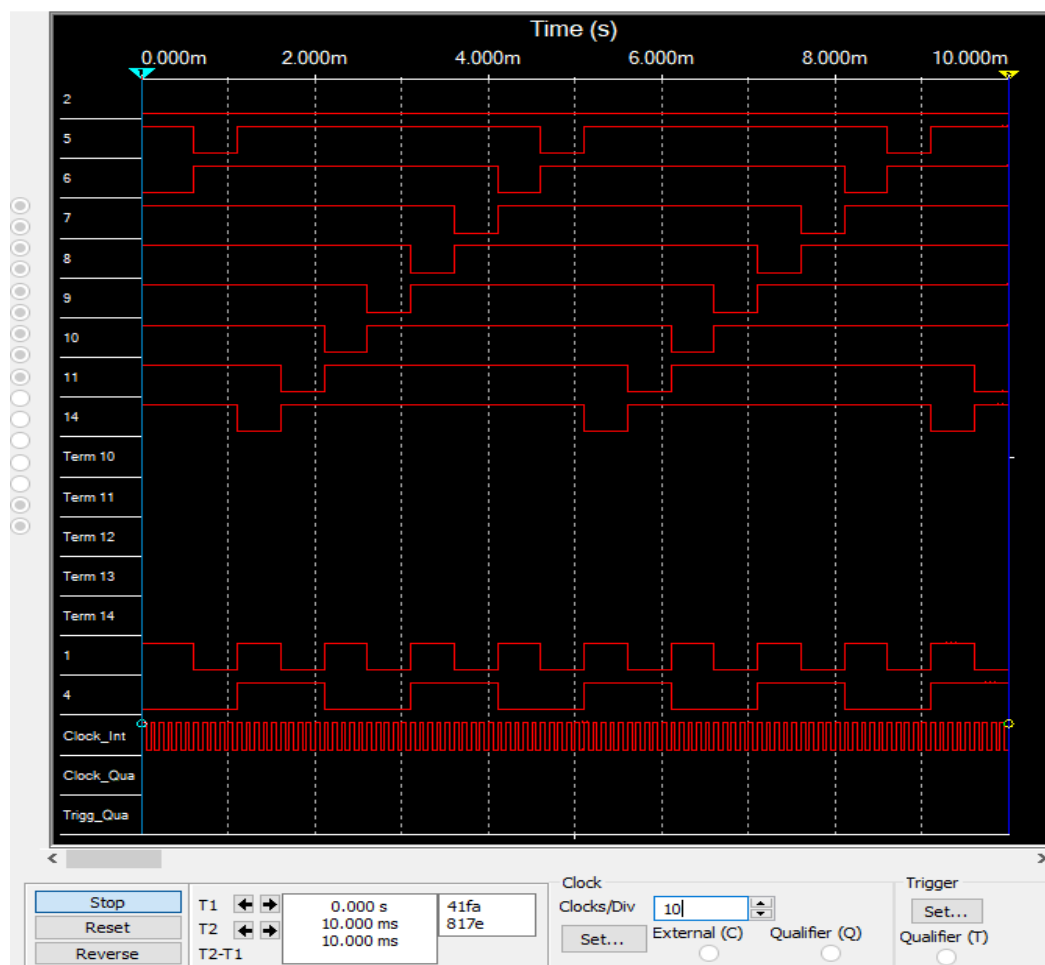 Time (s)
0.000m 2.000m 4.000m 6.000m 8.000m 10.000m
2
5
6
7
8
9
10
11
14
Term 10
Term 11
Term 12
Term 13
Term 14
1
4
Clock_Int
Clock_Qua
Trigg_Qua
Stop
Reset
Reverse
T1
T2
T2-T1
0.000 s
10.000 ms
10.000 ms
41fa
817e
Clock
Clocks/Div 10
Set... External (C) Qualifier (Q)
Trigger
Set...
Qualifier (T)